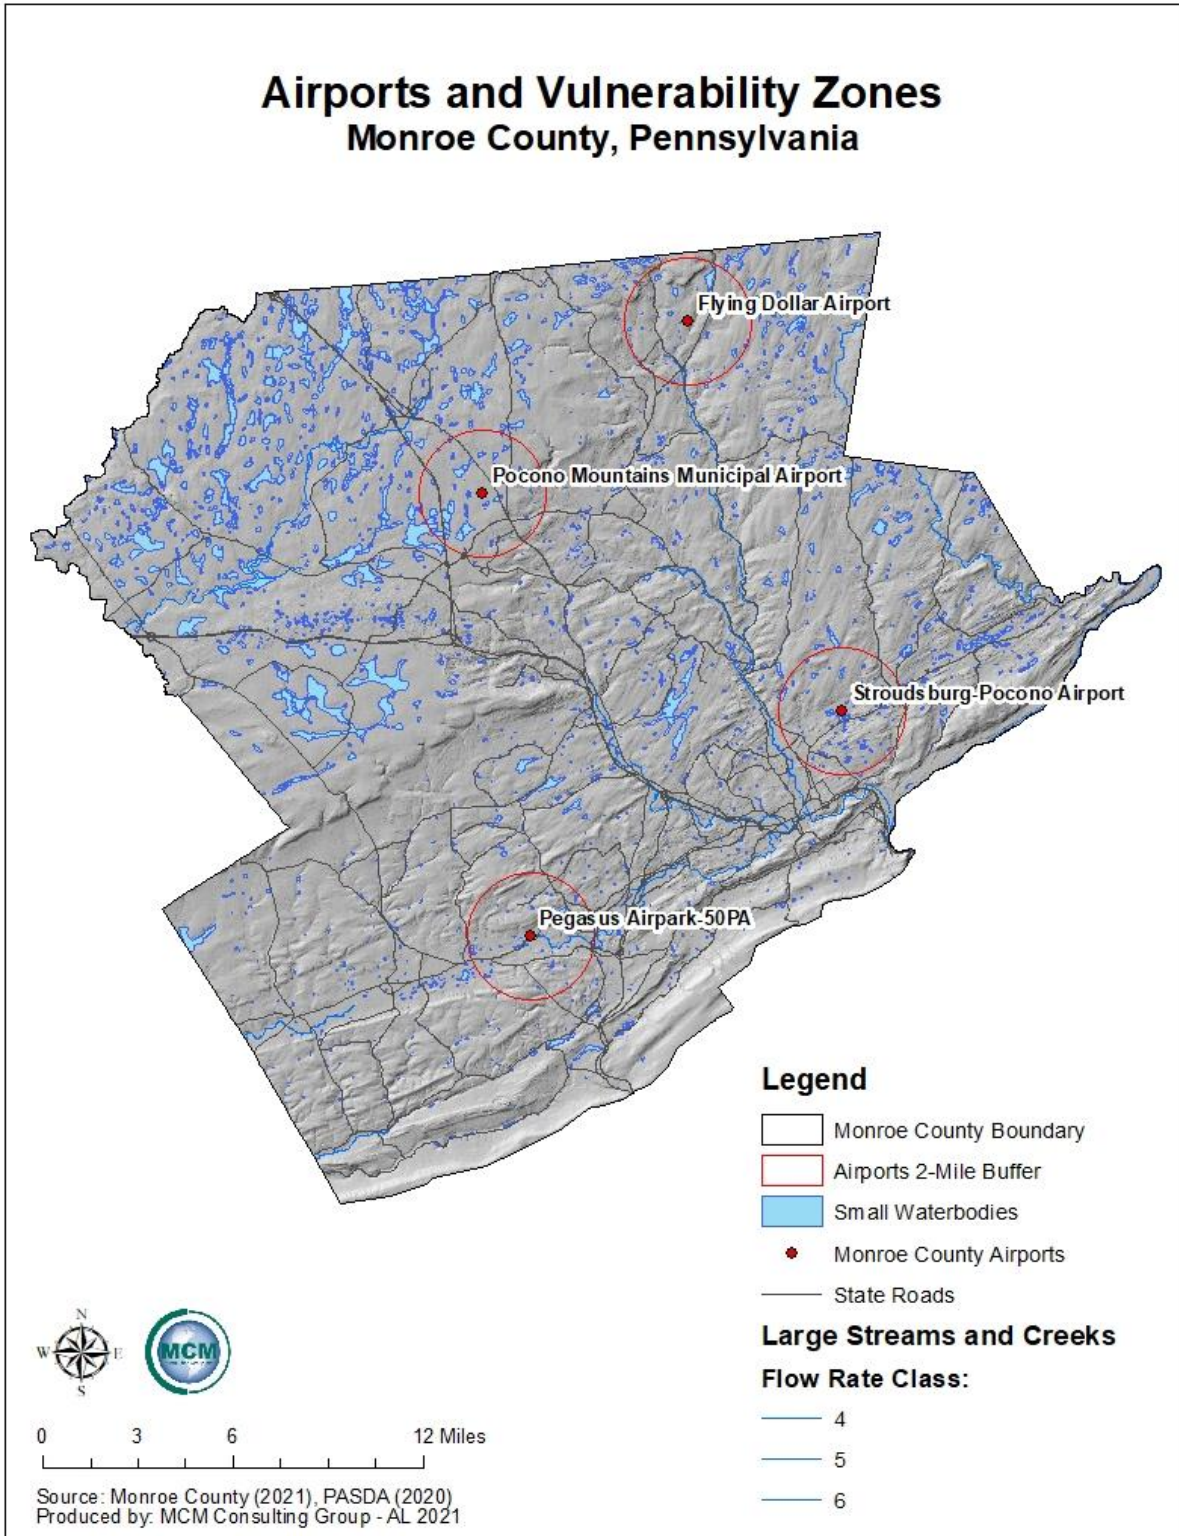 Airports and Vulnerability Zones
Monroe County, Pennsylvania
Flying Dollar Airport
Pocono Mountains Municipal Airport
Stroudsburg-Pocono Airport
Pegasus Airpark-50PA
Legend
Monroe County Boundary
Airports 2-Mile Buffer
Small Waterbodies
Monroe County Airports
State Roads
Large Streams and Creeks
Flow Rate Class:
4
5
6
N
W E
S
MCM
0 3 6 12 Miles
Source: Monroe County (2021), PASDA (2020)
Produced by: MCM Consulting Group - AL 2021